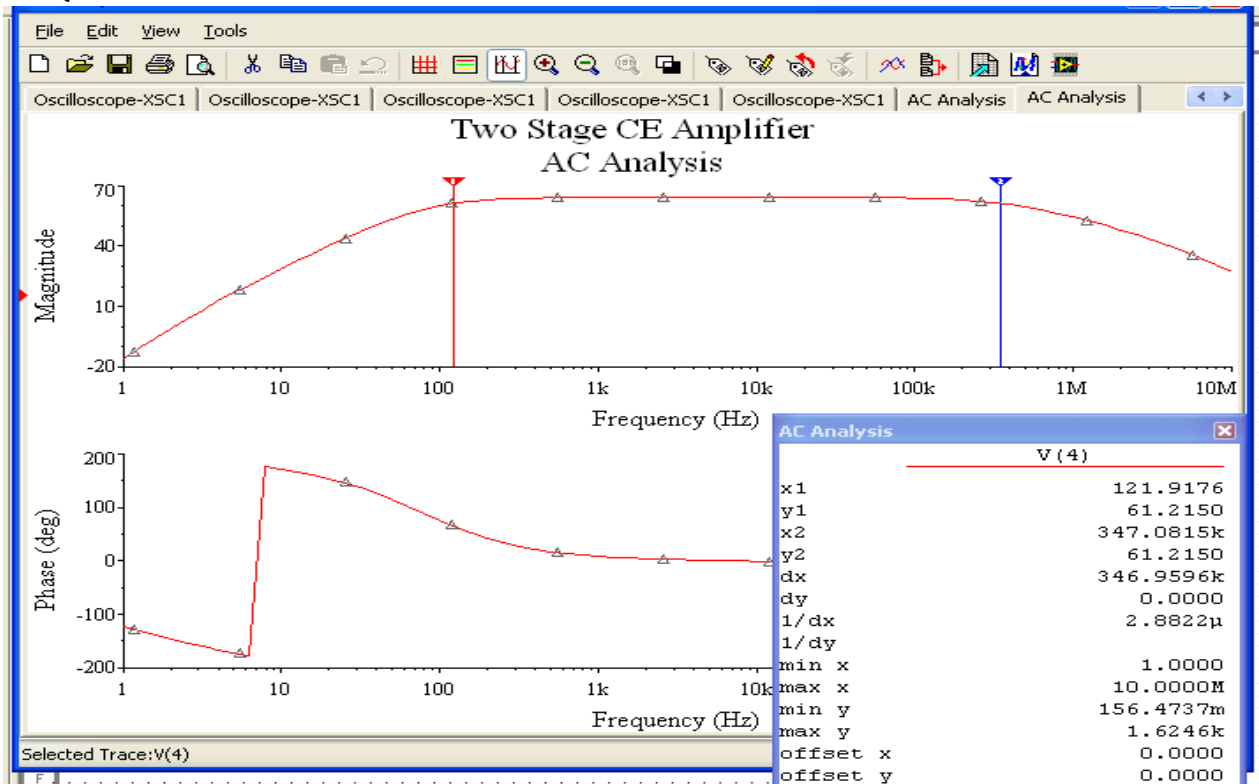 File Edit View Tools
Oscilloscope-XSC1 Oscilloscope-XSC1 Oscilloscope-XSC1 Oscilloscope-XSC1 Oscilloscope-XSC1 AC Analysis AC Analysis
Two Stage CE Amplifier
AC Analysis
1 2
Magnitude
70
40
10
-20
1 10 100 1k 10k 100k 1M 10M
Frequency (Hz)
Phase (deg)
200
100
0
-100
-200
1 10 100 1k 10k
Frequency (Hz)
AC Analysis
V(4)
x1 121.9176
y1 61.2150
x2 347.0815k
y2 61.2150
dx 346.9596k
dy 0.0000
1/dx 2.8822µ
1/dy
min x 1.0000
max x 10.0000M
min y 156.4737m
max y 1.6246k
offset x 0.0000
offset y 0.0000
Selected Trace:V(4)